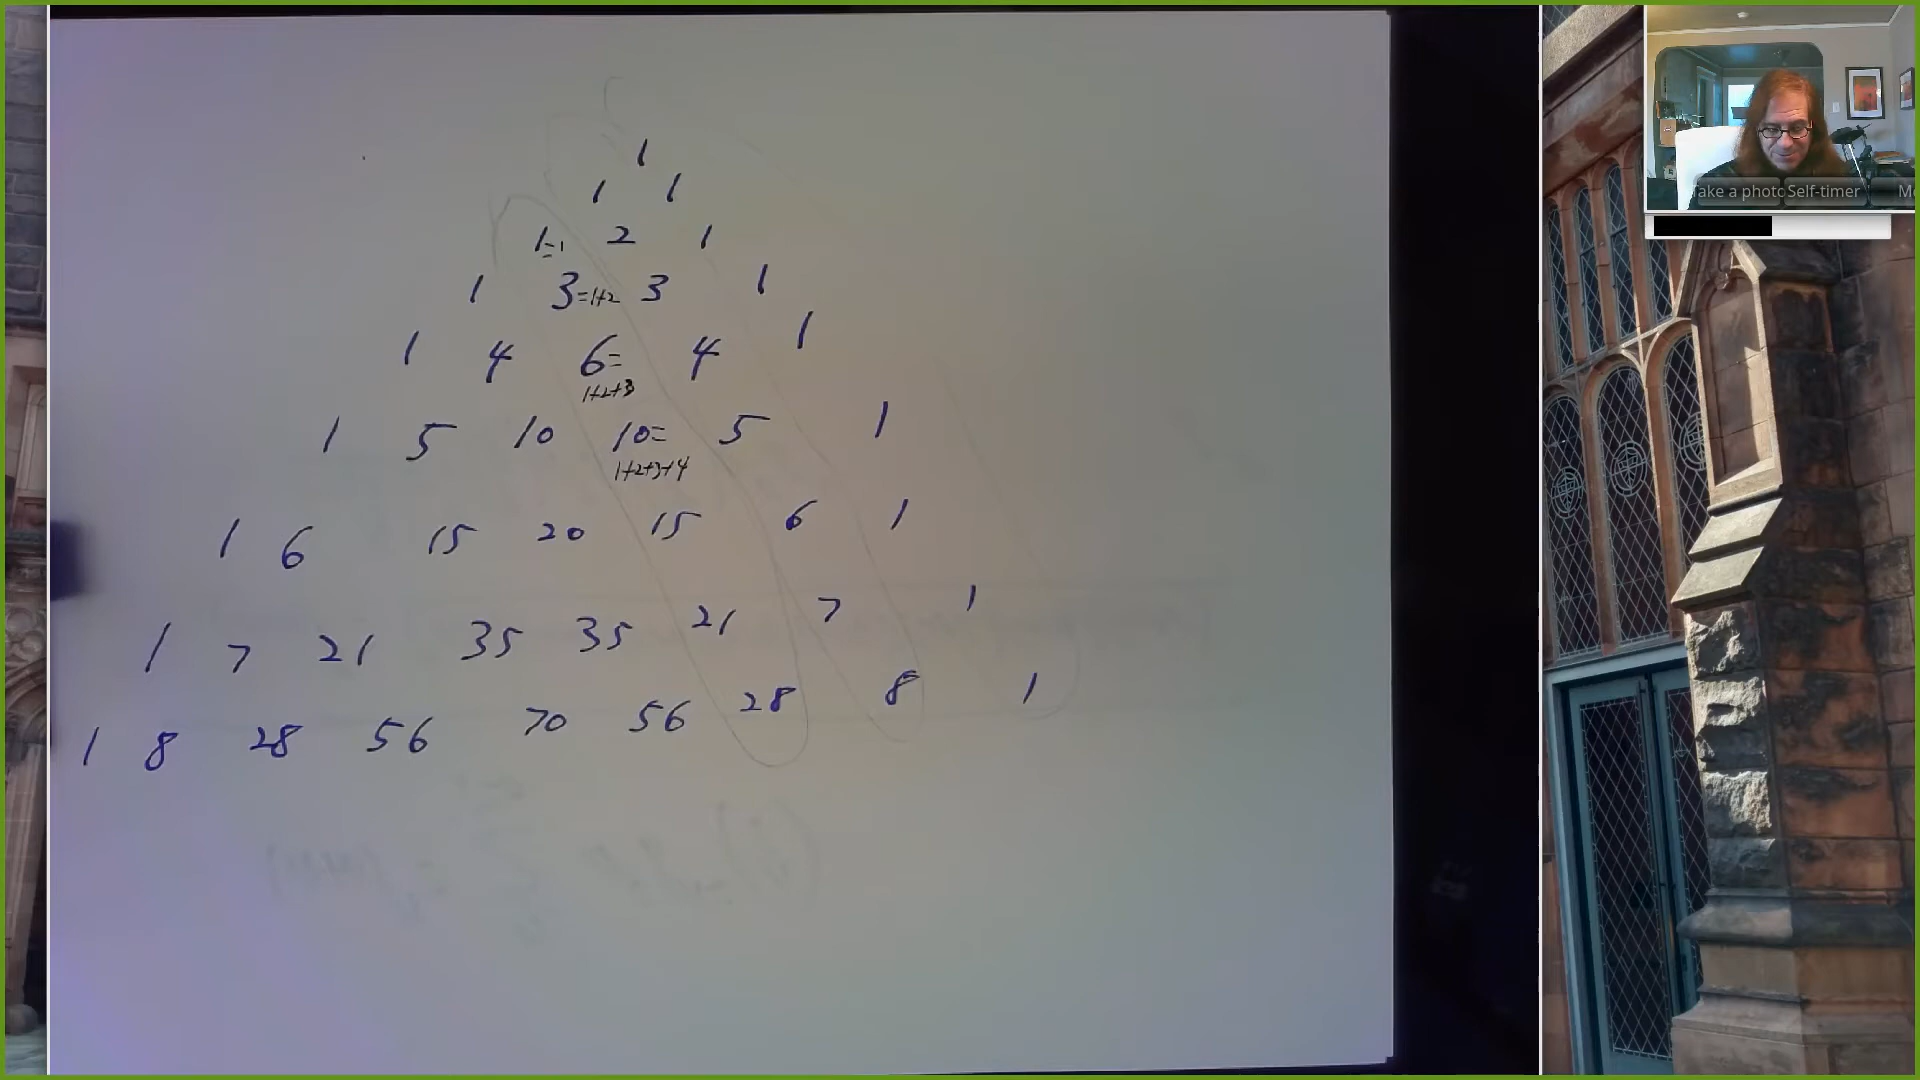 1
1 1
1=1 2 1
1 3=1+2 3 1
1 4 6= 4 1
1+2+3
1 5 10 10= 5 1
1+2+3+4
1 6 15 20 15 6 1
1 7 21 35 35 21 7 1
1 8 28 56 70 56 28 8 1
Take a photo Self-timer